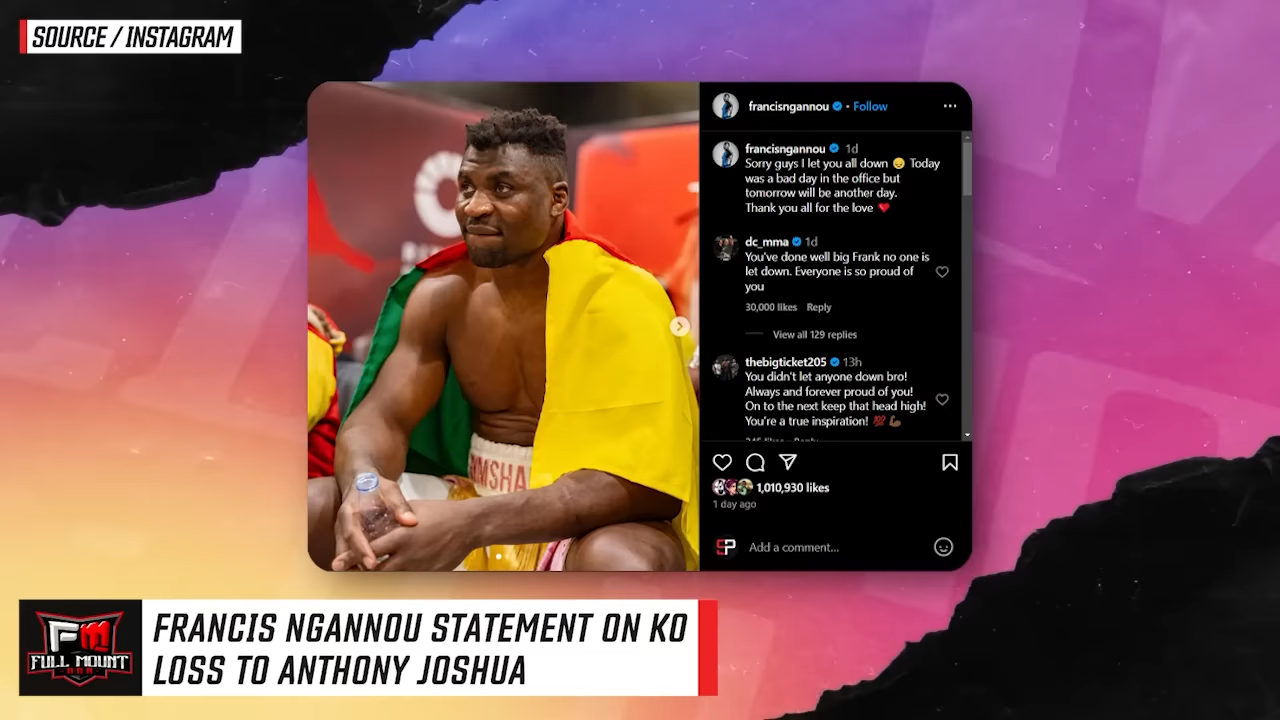 SOURCE / INSTAGRAM
francisngannou • Follow
francisngannou 1d
Sorry guys I let you all down 😞 Today
was a bad day in the office but
tomorrow will be another day.
Thank you all for the love ❤️
dc_mma 1d
You've done well big Frank no one is
let down. Everyone is so proud of
you
30,000 likes Reply
View all 129 replies
thebigticket205 13h
You didn't let anyone down bro!
Always and forever proud of you!
On to the next keep that head high!
You're a true inspiration! 💯 💪🏾
1,010,930 likes
1 day ago
SP Add a comment...
FM
FULL MOUNT
MMA
FRANCIS NGANNOU STATEMENT ON KO
LOSS TO ANTHONY JOSHUA